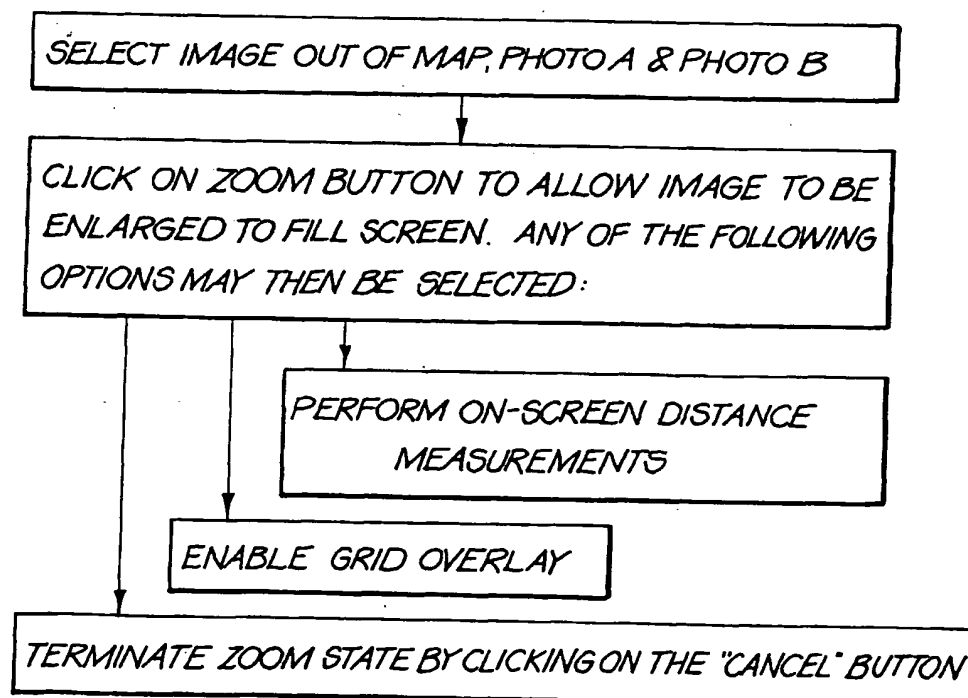 SELECT IMAGE OUT OF MAP, PHOTO A & PHOTO B
CLICK ON ZOOM BUTTON TO ALLOW IMAGE TO BE
ENLARGED TO FILL SCREEN. ANY OF THE FOLLOWING
OPTIONS MAY THEN BE SELECTED:
PERFORM ON-SCREEN DISTANCE
MEASUREMENTS
ENABLE GRID OVERLAY
TERMINATE ZOOM STATE BY CLICKING ON THE "CANCEL" BUTTON